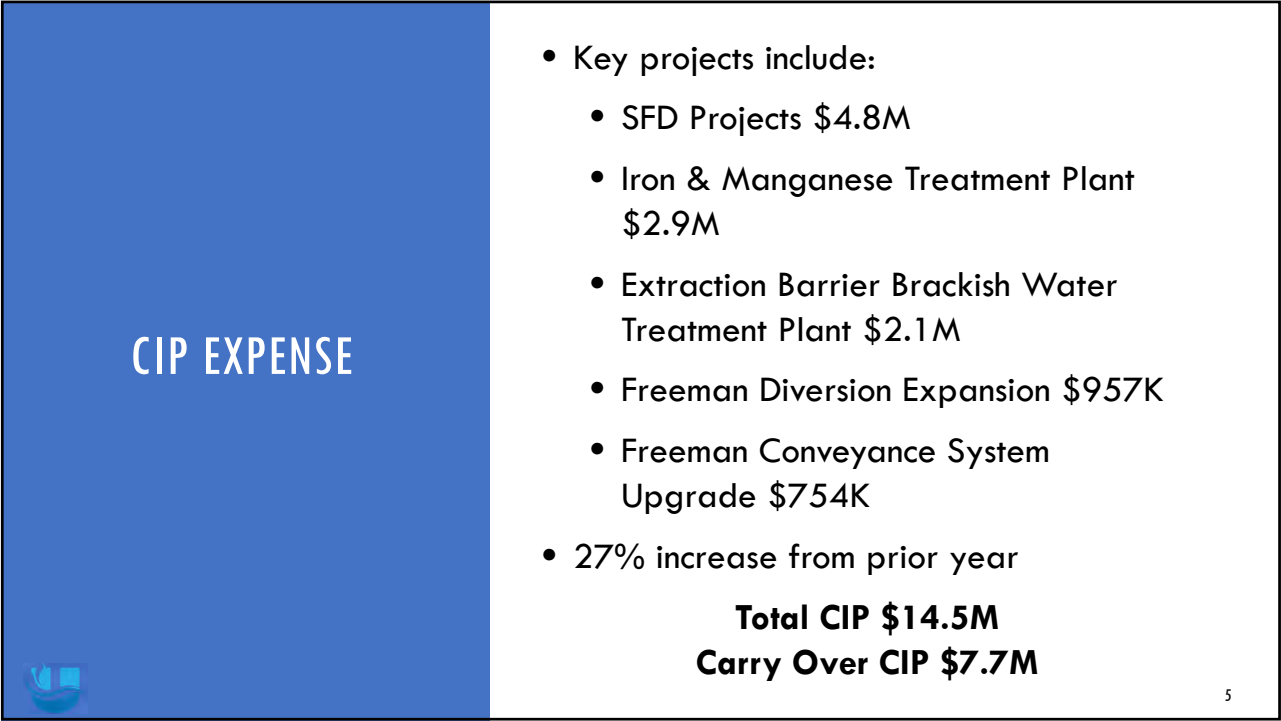 CIP EXPENSE
• Key projects include:
• SFD Projects $4.8M
• Iron & Manganese Treatment Plant
$2.9M
• Extraction Barrier Brackish Water
Treatment Plant $2.1M
• Freeman Diversion Expansion $957K
• Freeman Conveyance System
Upgrade $754K
• 27% increase from prior year
Total CIP $14.5M
Carry Over CIP $7.7M
5